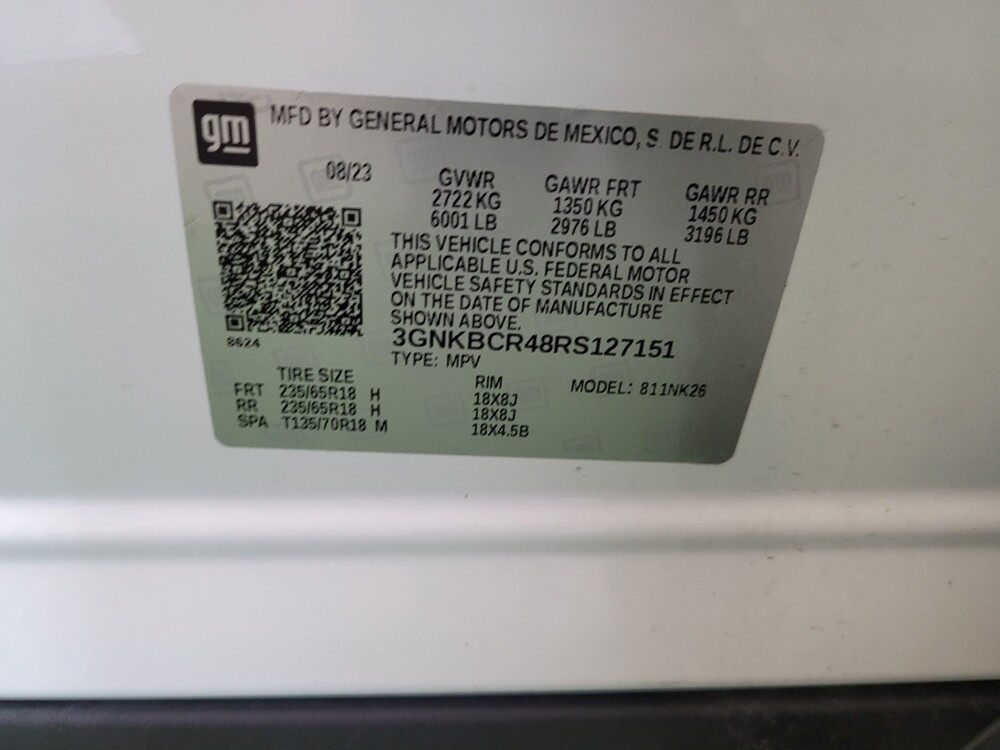 gm
MFD BY GENERAL MOTORS DE MEXICO, S. DE R.L. DE C.V.
08/23
GVWR GAWR FRT GAWR RR
2722 KG 1350 KG 1450 KG
6001 LB 2976 LB 3196 LB
THIS VEHICLE CONFORMS TO ALL
APPLICABLE U.S. FEDERAL MOTOR
VEHICLE SAFETY STANDARDS IN EFFECT
ON THE DATE OF MANUFACTURE
SHOWN ABOVE.
8624
3GNKBCR48RS127151
TYPE: MPV
TIRE SIZE RIM MODEL: 811NK26
FRT 235/65R18 H 18X8J
RR 235/65R18 H 18X8J
SPA T135/70R18 M 18X4.5B